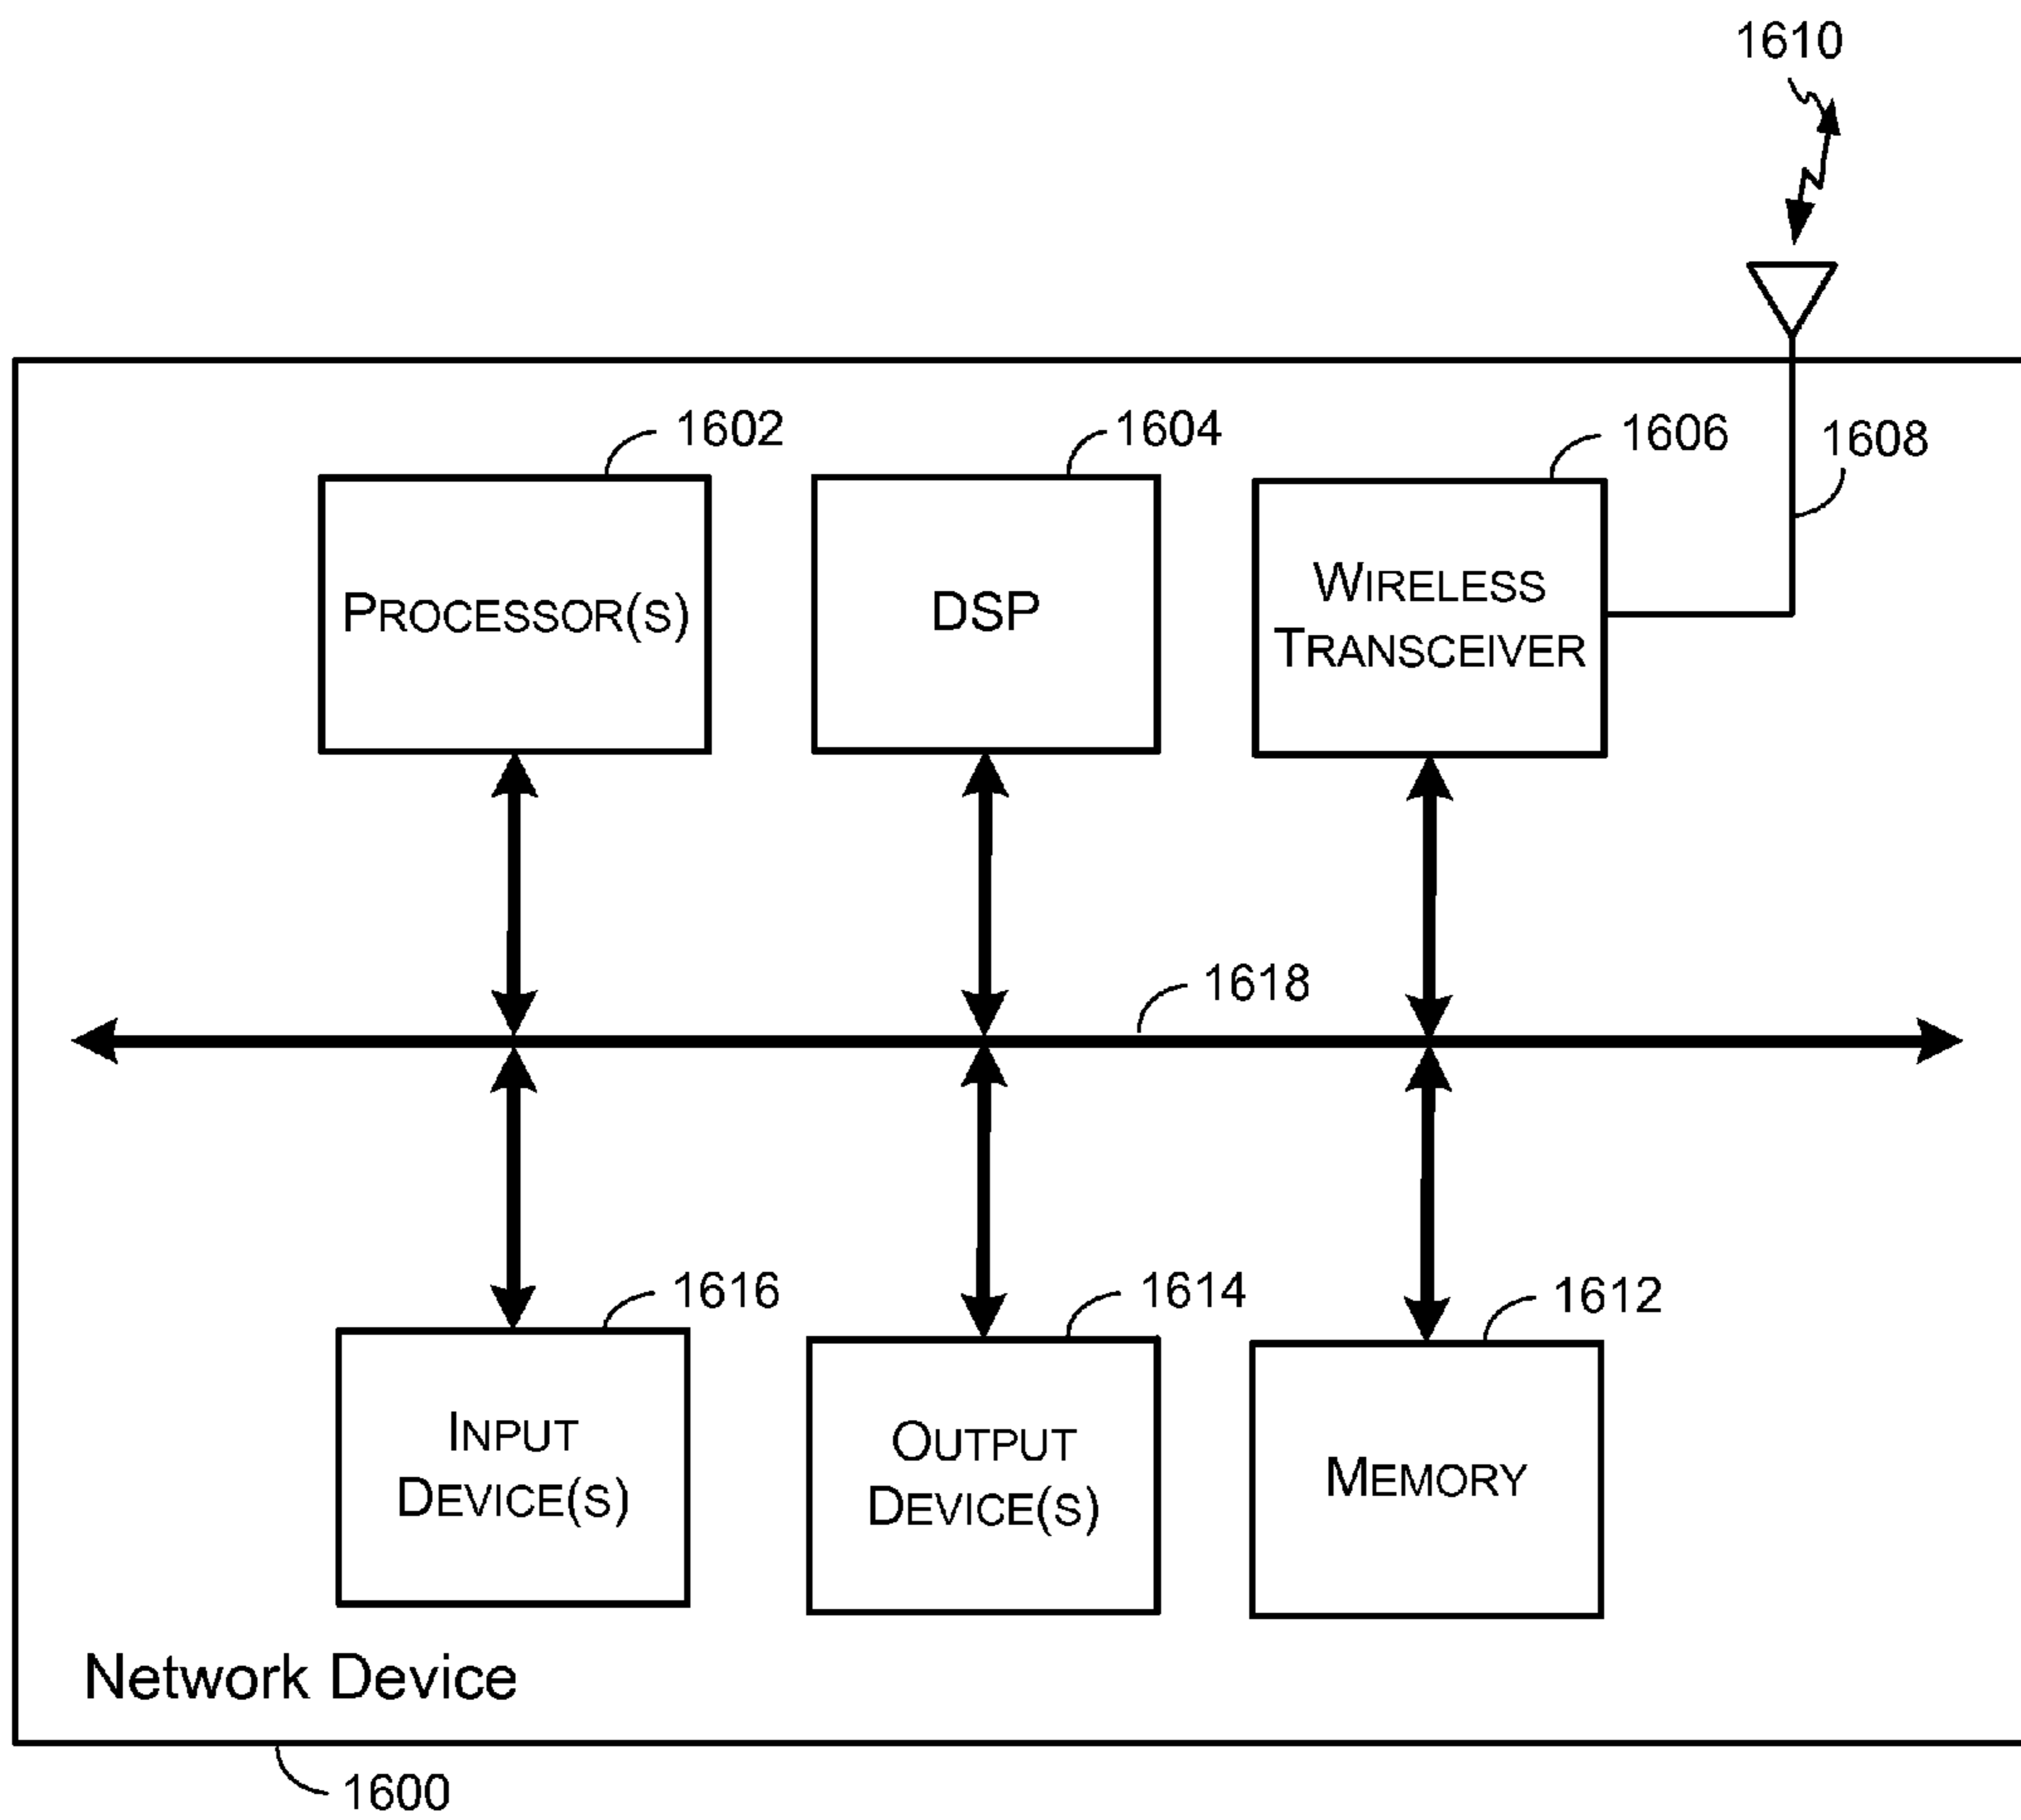 1610
1602
1604
1606
1608
PROCESSOR(S)
DSP
WIRELESS
TRANSCEIVER
1618
1616
1614
1612
INPUT
DEVICE(S)
OUTPUT
DEVICE(S)
MEMORY
Network Device
1600